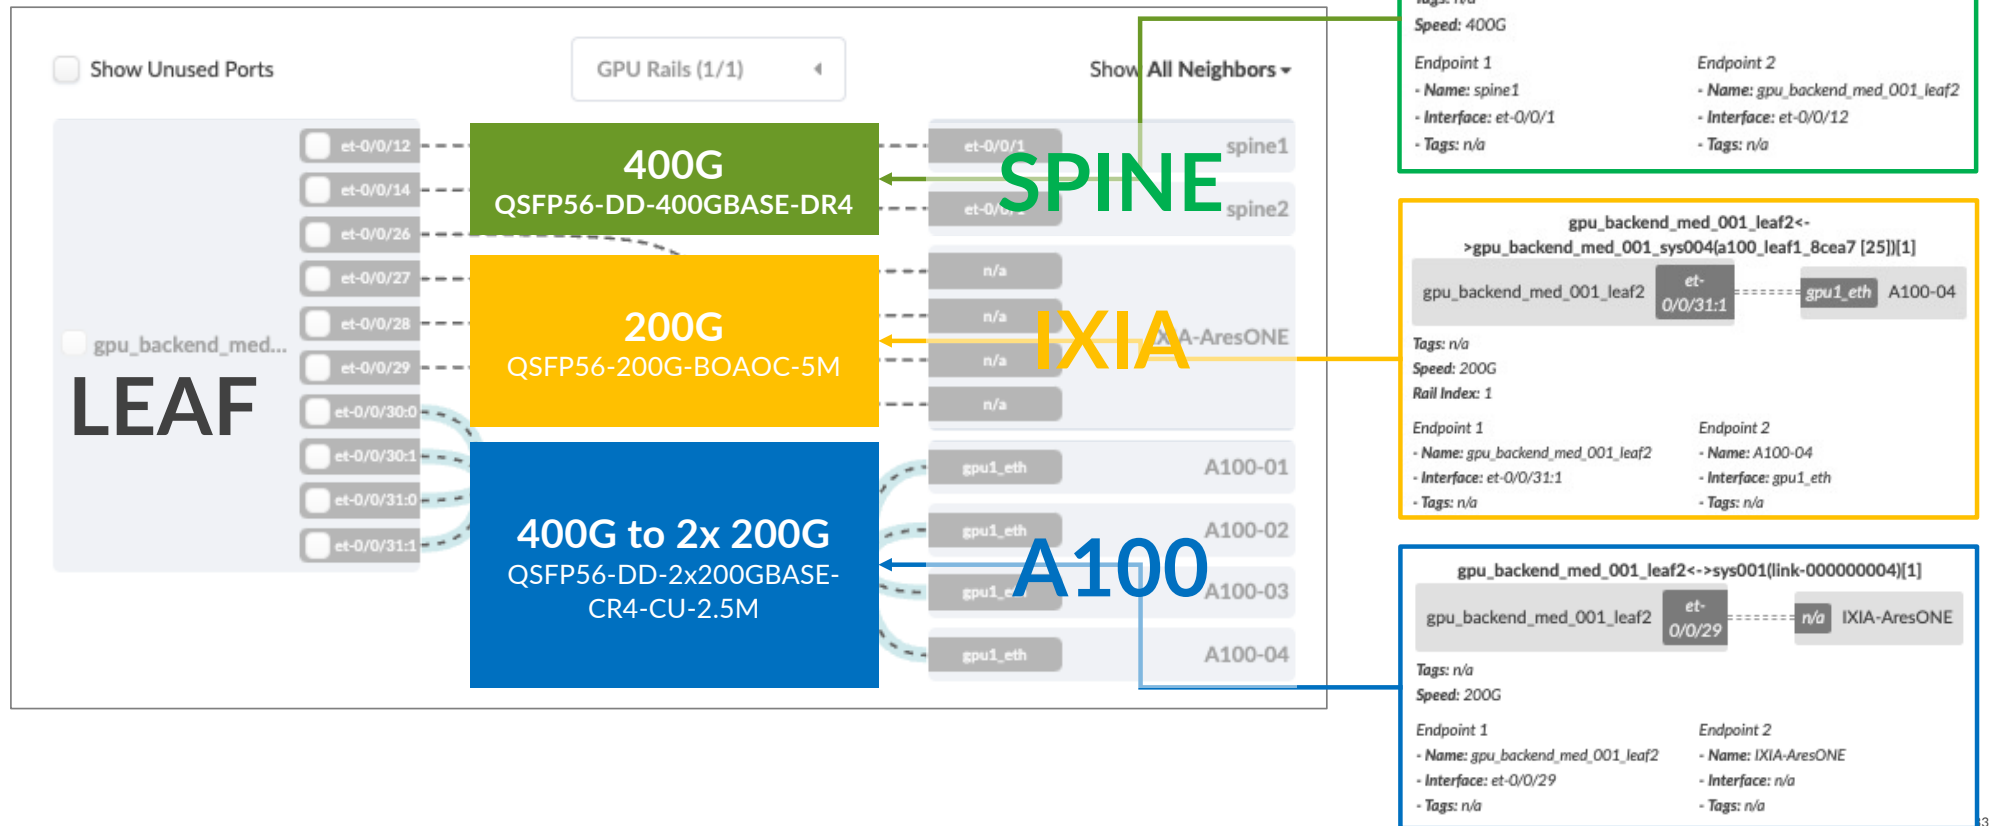 Show Unused Ports
GPU Rails (1/1)
Show All Neighbors
gpu_backend_med...
LEAF
et-0/0/12
et-0/0/14
et-0/0/26
et-0/0/27
et-0/0/28
et-0/0/29
et-0/0/30:0
et-0/0/30:1
et-0/0/31:0
et-0/0/31:1
400G
QSFP56-DD-400GBASE-DR4
200G
QSFP56-200G-BOAOC-5M
400G to 2x 200G
QSFP56-DD-2x200GBASE-
CR4-CU-2.5M
et-0/0/1
spine1
SPINE
spine2
n/a
n/a
IXIA
IXIA-AresONE
n/a
n/a
gpu1_eth
A100-01
gpu1_eth
A100-02
A100
gpu1_eth
A100-03
gpu1_eth
A100-04
Tags: n/a
Speed: 400G
Endpoint 1
- Name: spine1
- Interface: et-0/0/1
- Tags: n/a
Endpoint 2
- Name: gpu_backend_med_001_leaf2
- Interface: et-0/0/12
- Tags: n/a
gpu_backend_med_001_leaf2<-
>gpu_backend_med_001_sys004(a100_leaf1_8cea7 [25])[1]
gpu_backend_med_001_leaf2
et-
0/0/31:1
gpu1_eth
A100-04
Tags: n/a
Speed: 200G
Rail Index: 1
Endpoint 1
- Name: gpu_backend_med_001_leaf2
- Interface: et-0/0/31:1
- Tags: n/a
Endpoint 2
- Name: A100-04
- Interface: gpu1_eth
- Tags: n/a
gpu_backend_med_001_leaf2<->sys001(link-000000004)[1]
gpu_backend_med_001_leaf2
et-
0/0/29
n/a
IXIA-AresONE
Tags: n/a
Speed: 200G
Endpoint 1
- Name: gpu_backend_med_001_leaf2
- Interface: et-0/0/29
- Tags: n/a
Endpoint 2
- Name: IXIA-AresONE
- Interface: n/a
- Tags: n/a